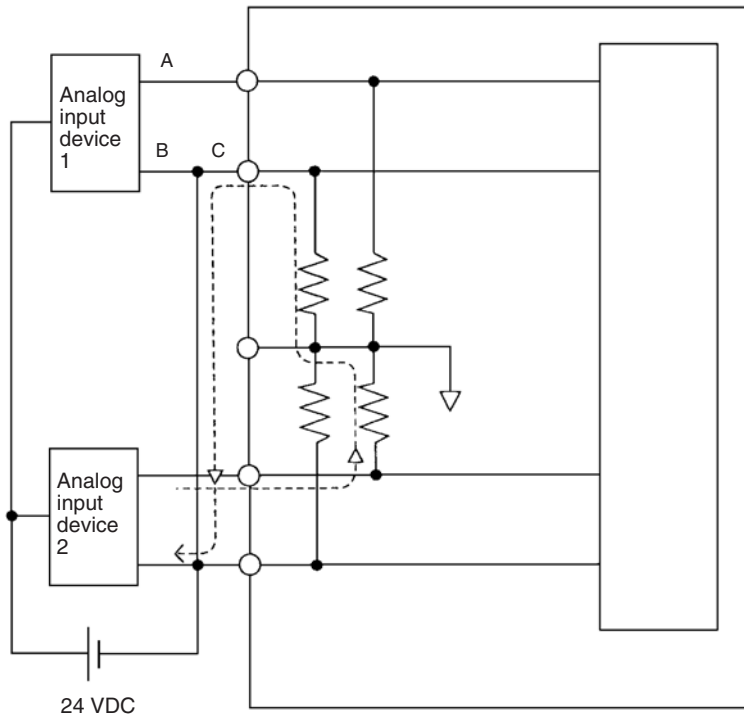 A
Analog
input
device
1
B
C
Analog
input
device
2
24 VDC